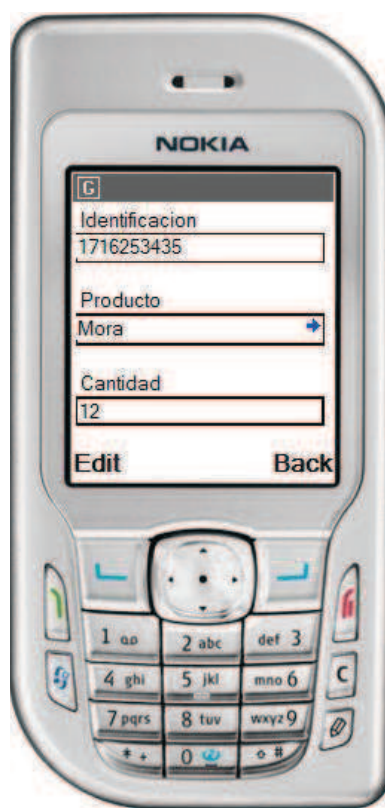 NOKIA
G
Identificacion
1716253435
Producto
Mora
Cantidad
12
Edit Back
1 2 abc def 3
4 ghi 5 jkl mno 6 C
7 pqrs 8 tuv wxyz 9
* + 0 #